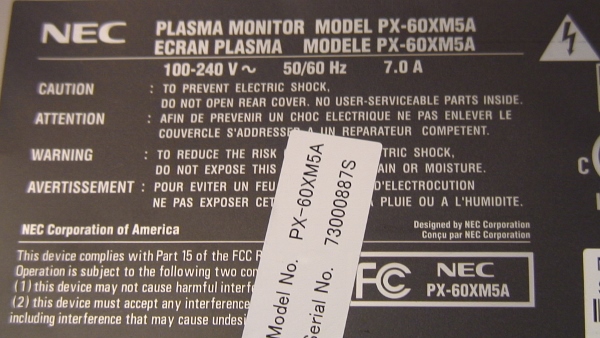 NEC
PLASMA MONITOR MODEL PX-60XM5A
ECRAN PLASMA MODELE PX-60XM5A
100-240 V ~ 50/60 Hz 7.0 A
CAUTION : TO PREVENT ELECTRIC SHOCK,
DO NOT OPEN REAR COVER. NO USER-SERVICEABLE PARTS INSIDE.
ATTENTION : AFIN DE PREVENIR UN CHOC ELECTRIQUE NE PAS ENLEVER LE
COUVERCLE S'ADRESSER A UN REPARATEUR COMPETENT.
WARNING : TO REDUCE THE RISK TRIC SHOCK,
DO NOT EXPOSE THIS AIN OR MOISTURE.
AVERTISSEMENT : POUR EVITER UN FEU D'ELECTROCUTION
NE PAS EXPOSER CET A PLUIE OU A L'HUMIDITE.
NEC Corporation of America
Designed by NEC Corporation
Conçu par NEC Corporation
This device complies with Part 15 of the FCC R
Operation is subject to the following two con
(1) this device may not cause harmful interf
(2) this device must accept any interference
including interference that may cause undesi
FC NEC
PX-60XM5A
Model No. PX-60XM5A
Serial No. 73000887S